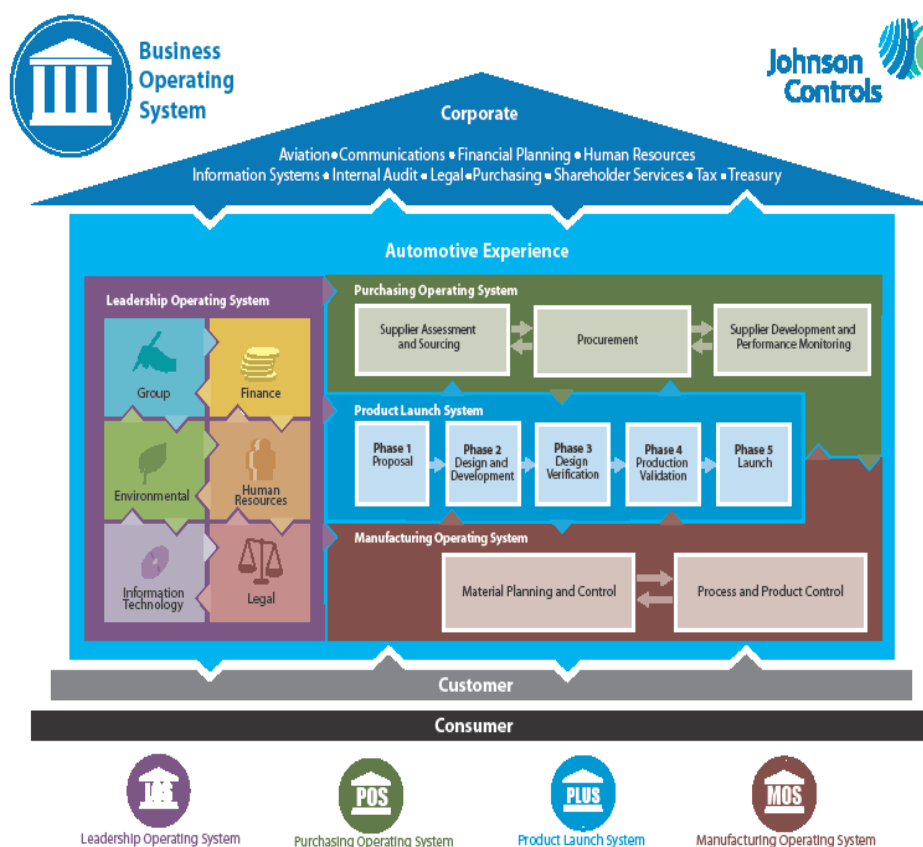 Business
Operating
System
Johnson
Controls
Corporate
Aviation • Communications • Financial Planning • Human Resources
Information Systems • Internal Audit • Legal • Purchasing • Shareholder Services • Tax • Treasury
Automotive Experience
Leadership Operating System
Group
Finance
Environmental
Human
Resources
Information
Technology
Legal
Purchasing Operating System
Supplier Assessment
and Sourcing
Procurement
Supplier Development and
Performance Monitoring
Product Launch System
Phase 1
Proposal
Phase 2
Design and
Development
Phase 3
Design
Verification
Phase 4
Production
Validation
Phase 5
Launch
Manufacturing Operating System
Material Planning and Control
Process and Product Control
Customer
Consumer
LOS
Leadership Operating System
POS
Purchasing Operating System
PLUS
Product Launch System
MOS
Manufacturing Operating System